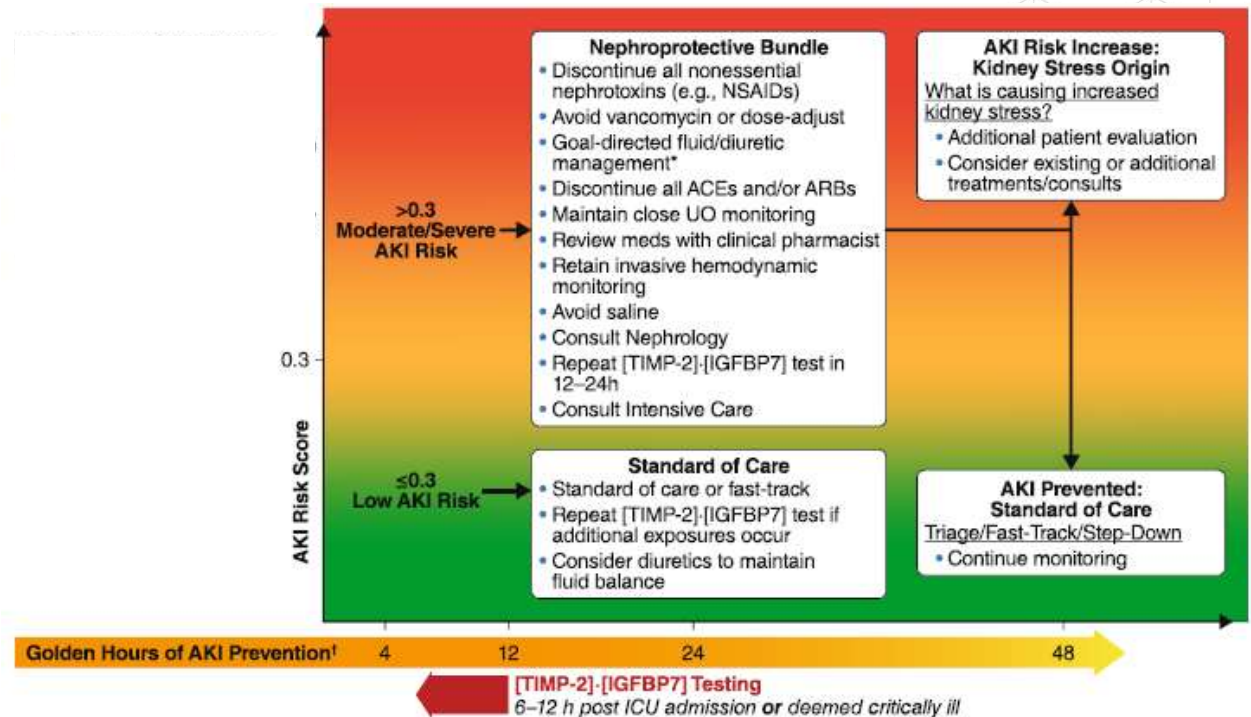 Nephroprotective Bundle
• Discontinue all nonessential
nephrotoxins (e.g., NSAIDs)
• Avoid vancomycin or dose-adjust
• Goal-directed fluid/diuretic
management*
• Discontinue all ACEs and/or ARBs
• Maintain close UO monitoring
• Review meds with clinical pharmacist
• Retain invasive hemodynamic
monitoring
• Avoid saline
• Consult Nephrology
• Repeat [TIMP-2]·[IGFBP7] test in
12–24h
• Consult Intensive Care
AKI Risk Increase:
Kidney Stress Origin
What is causing increased
kidney stress?
• Additional patient evaluation
• Consider existing or additional
treatments/consults
>0.3
Moderate/Severe
AKI Risk
0.3
AKI Risk Score
≤0.3
Low AKI Risk
Standard of Care
• Standard of care or fast-track
• Repeat [TIMP-2]·[IGFBP7] test if
additional exposures occur
• Consider diuretics to maintain
fluid balance
AKI Prevented:
Standard of Care
Triage/Fast-Track/Step-Down
• Continue monitoring
Golden Hours of AKI Prevention† 4 12 24 48
[TIMP-2]·[IGFBP7] Testing
6–12 h post ICU admission or deemed critically ill